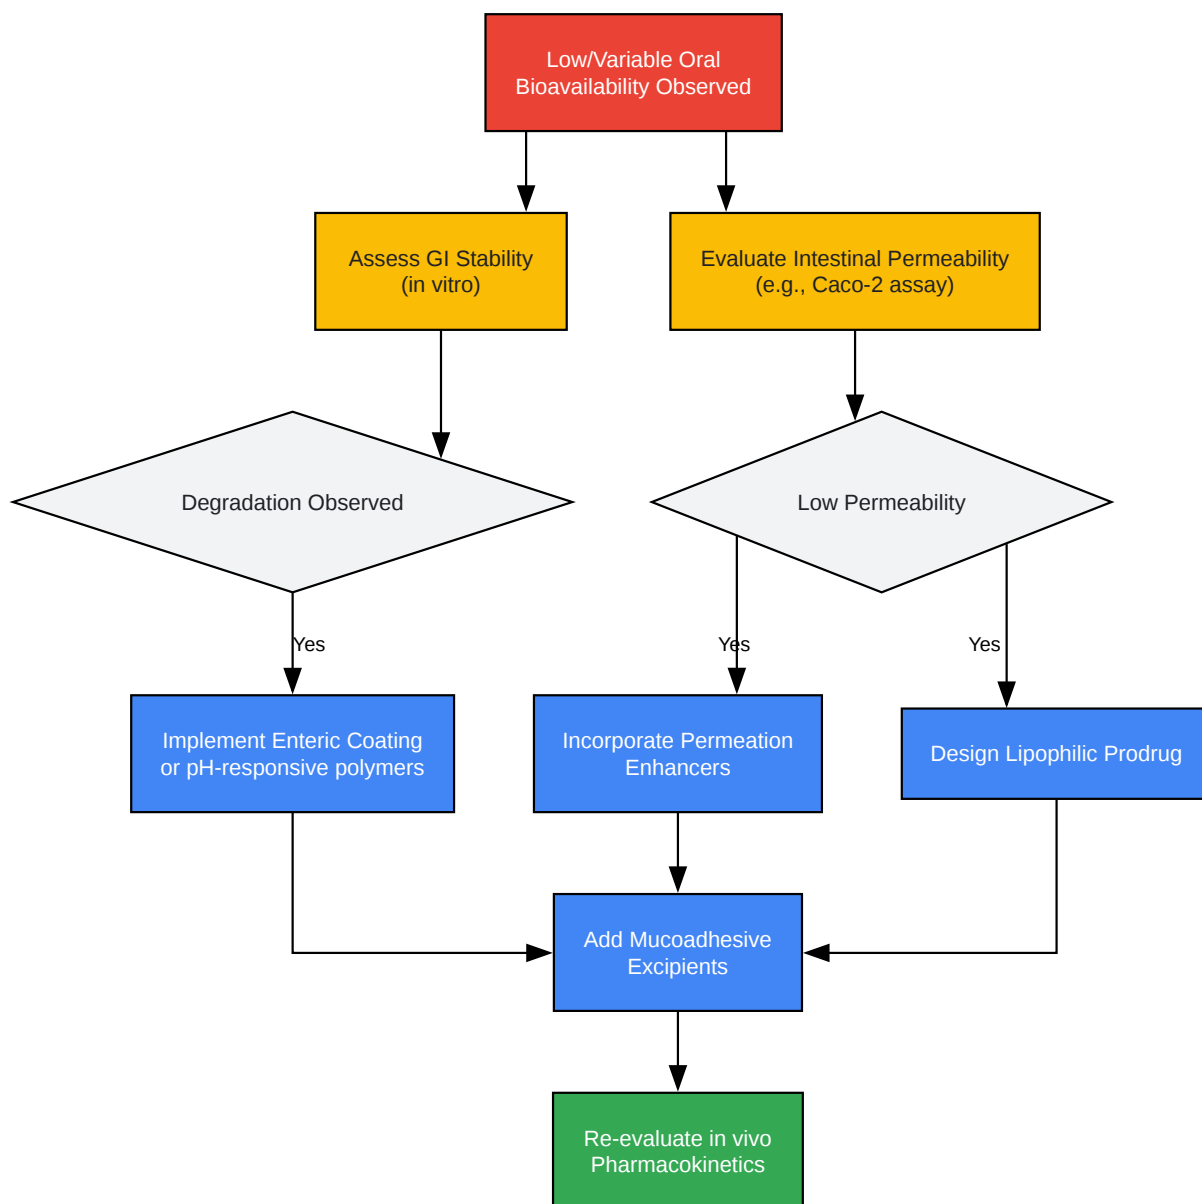 Low/Variable Oral
Bioavailability Observed
Assess GI Stability
(in vitro)
Evaluate Intestinal Permeability
(e.g., Caco-2 assay)
Degradation Observed
Low Permeability
Yes
Yes
Yes
Implement Enteric Coating
or pH-responsive polymers
Incorporate Permeation
Enhancers
Design Lipophilic Prodrug
Add Mucoadhesive
Excipients
Re-evaluate in vivo
Pharmacokinetics